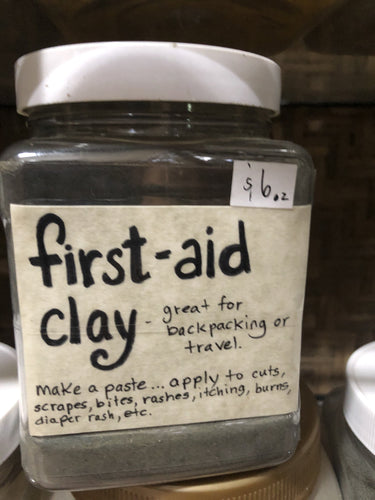 $6.oz
first-aid
clay - great for
backpacking or
travel.
make a paste... apply to cuts,
scrapes, bites, rashes, itching, burns,
diaper rash, etc.